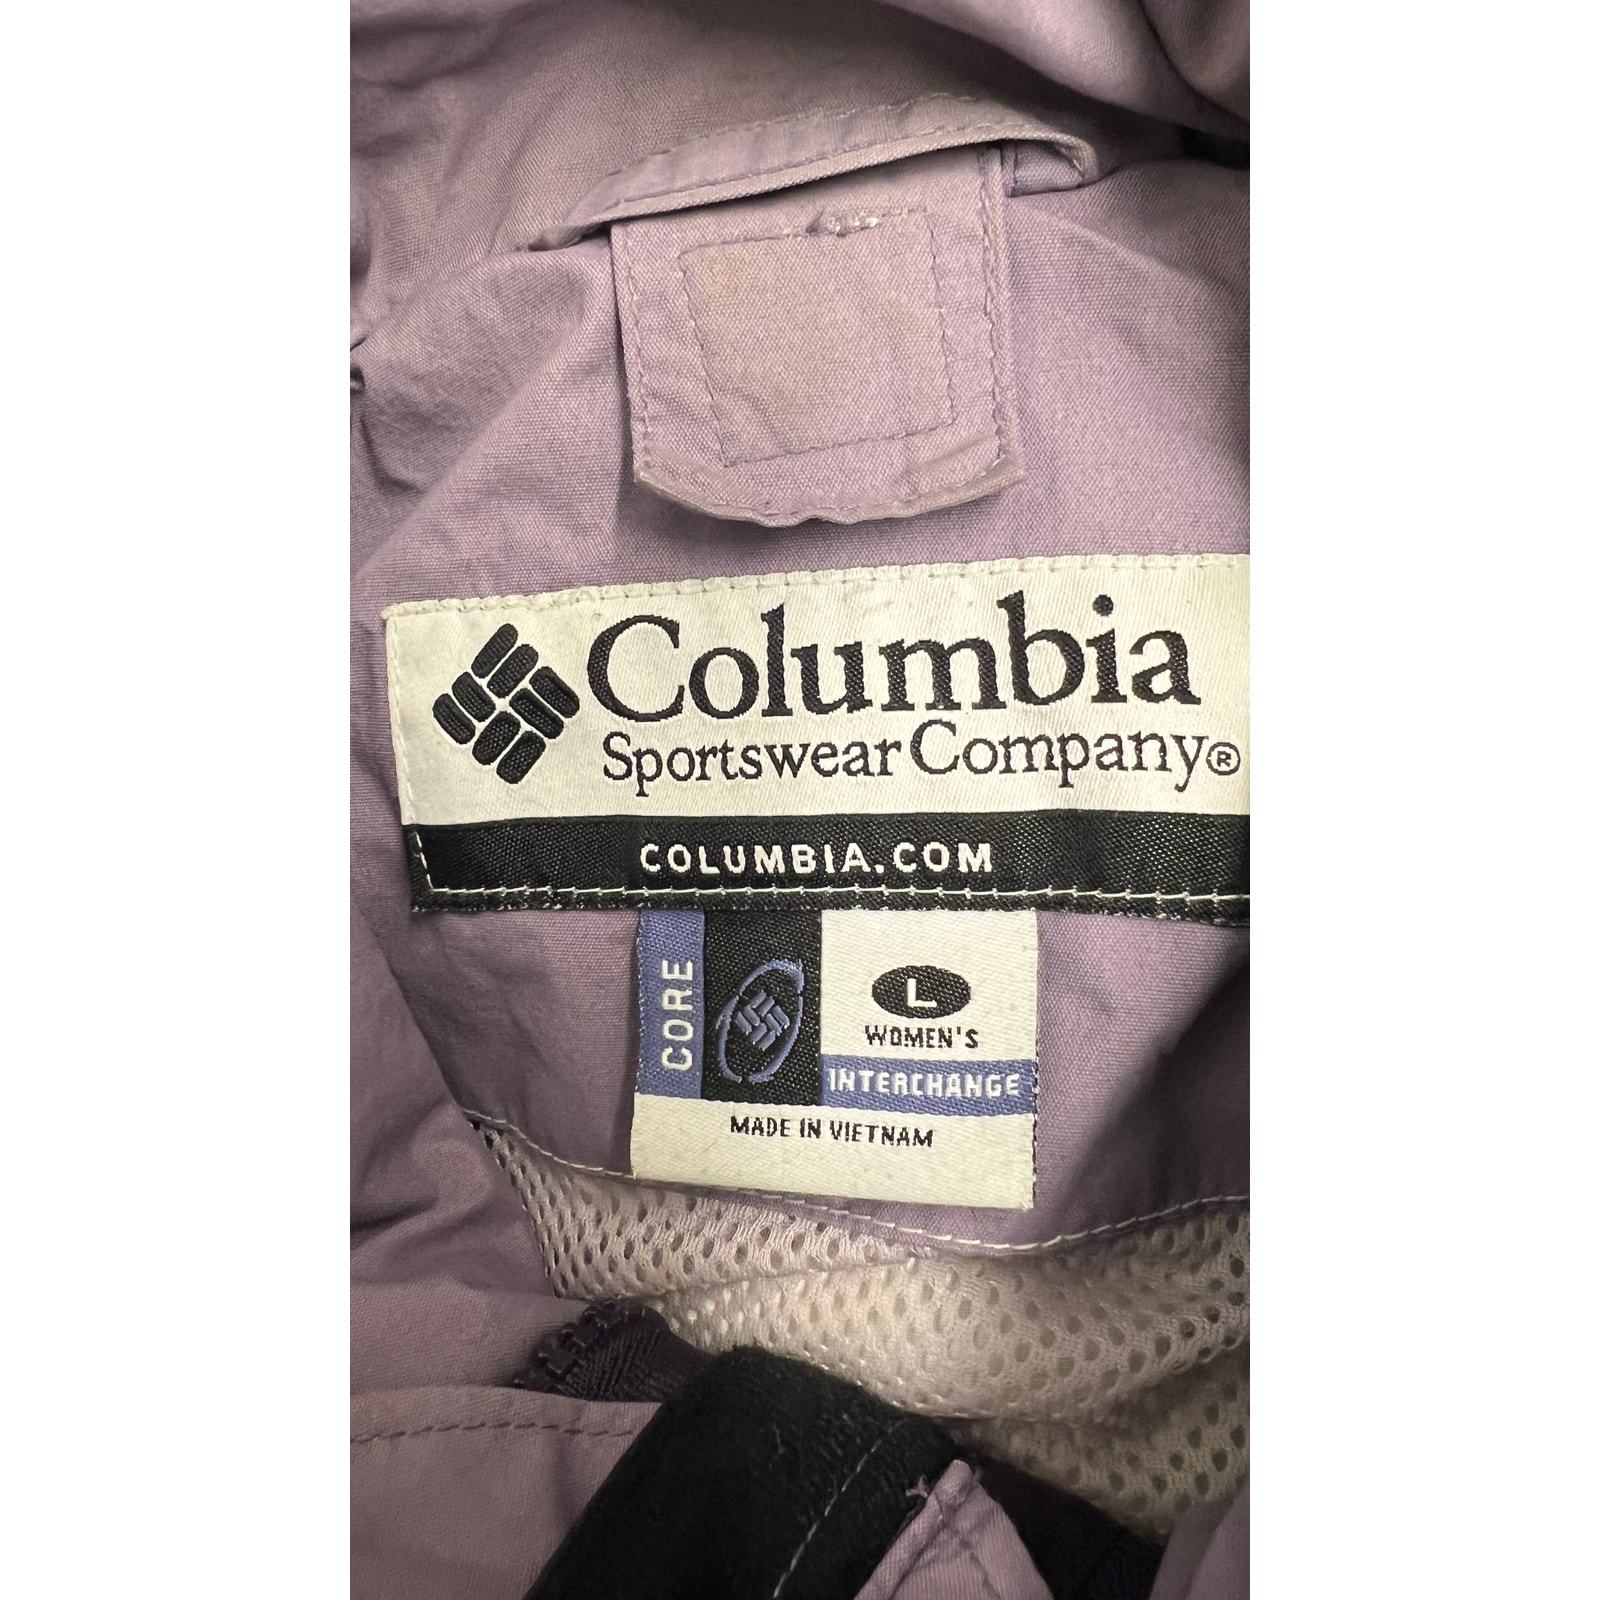 Columbia
Sportswear Company®
COLUMBIA.COM
CORE
L
WOMEN'S
INTERCHANGE
MADE IN VIETNAM